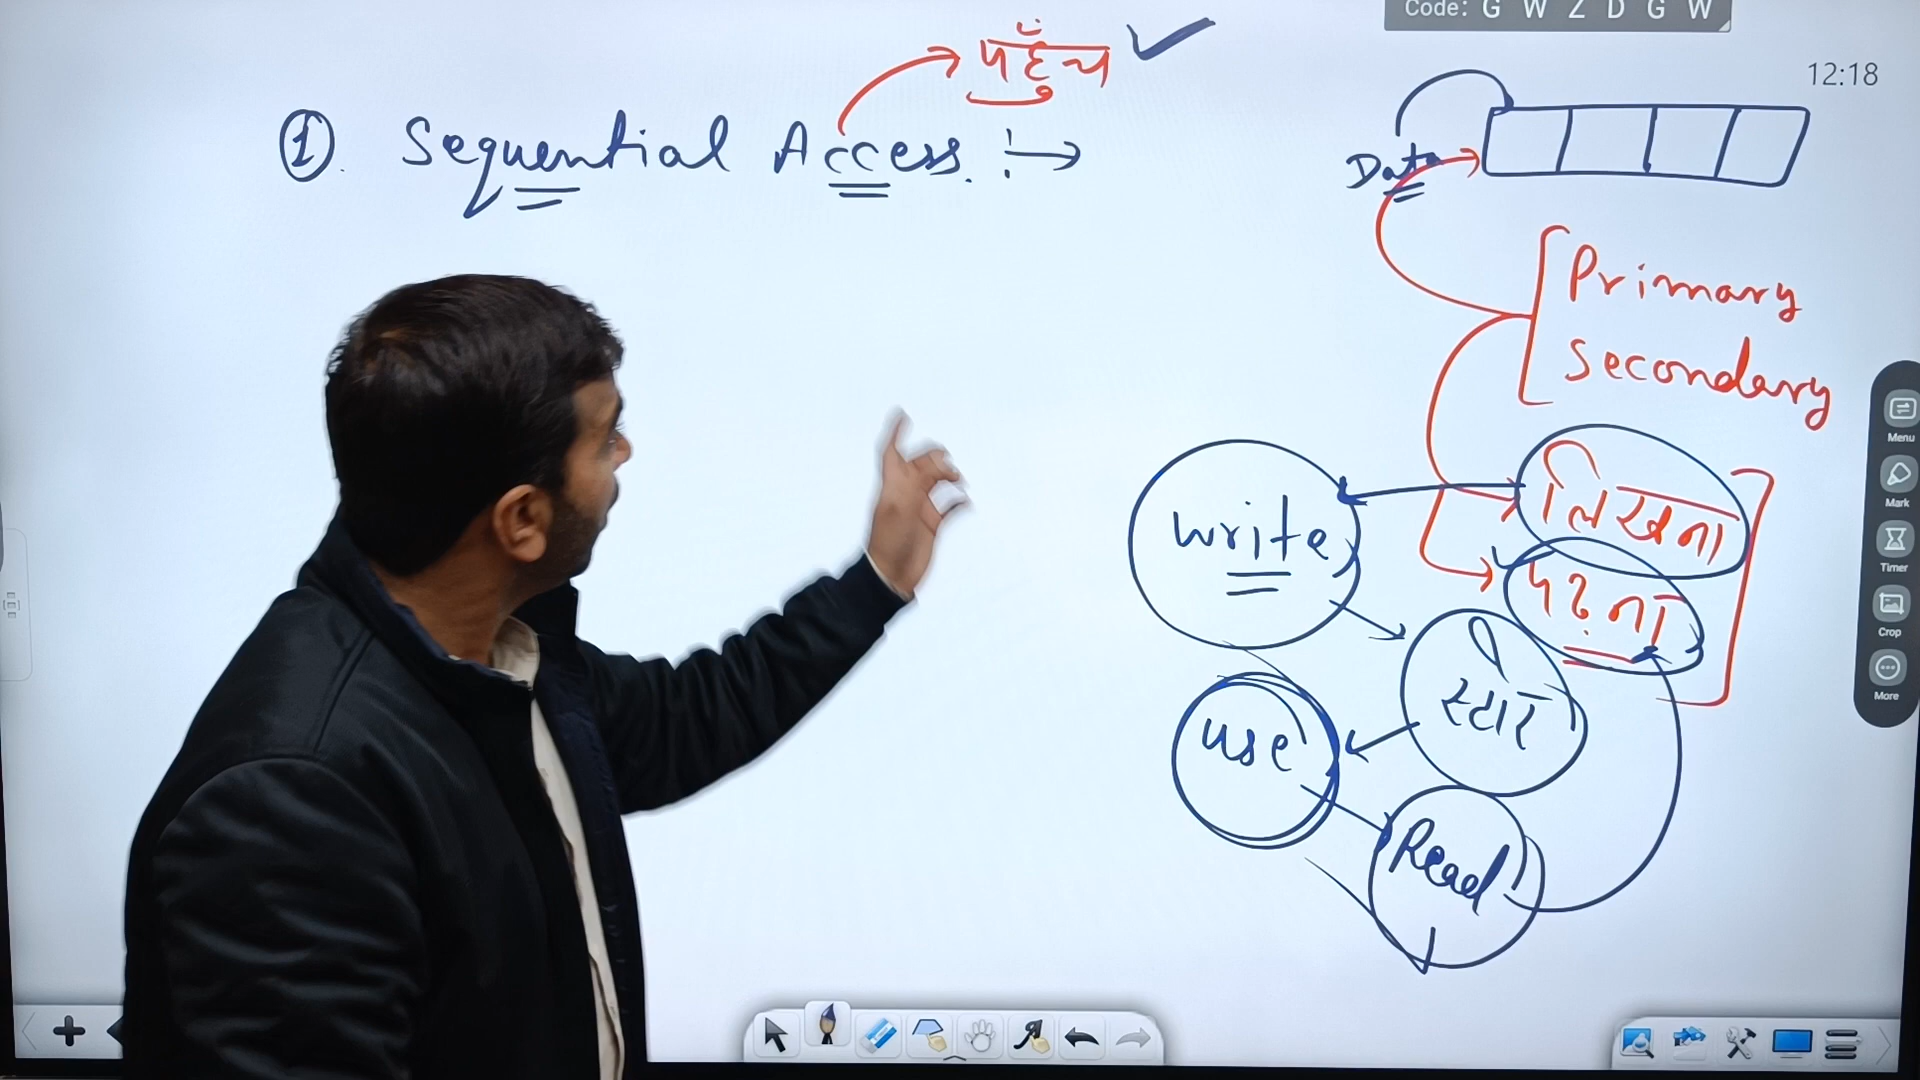 Code: G W Z D G W
12:18
पहुँच ✓
①. Sequential Access :→
Data
Primary
Secondary
लिखना
write
पढ़ना
स्टोर
use
Read
Menu
Mark
Timer
Crop
More